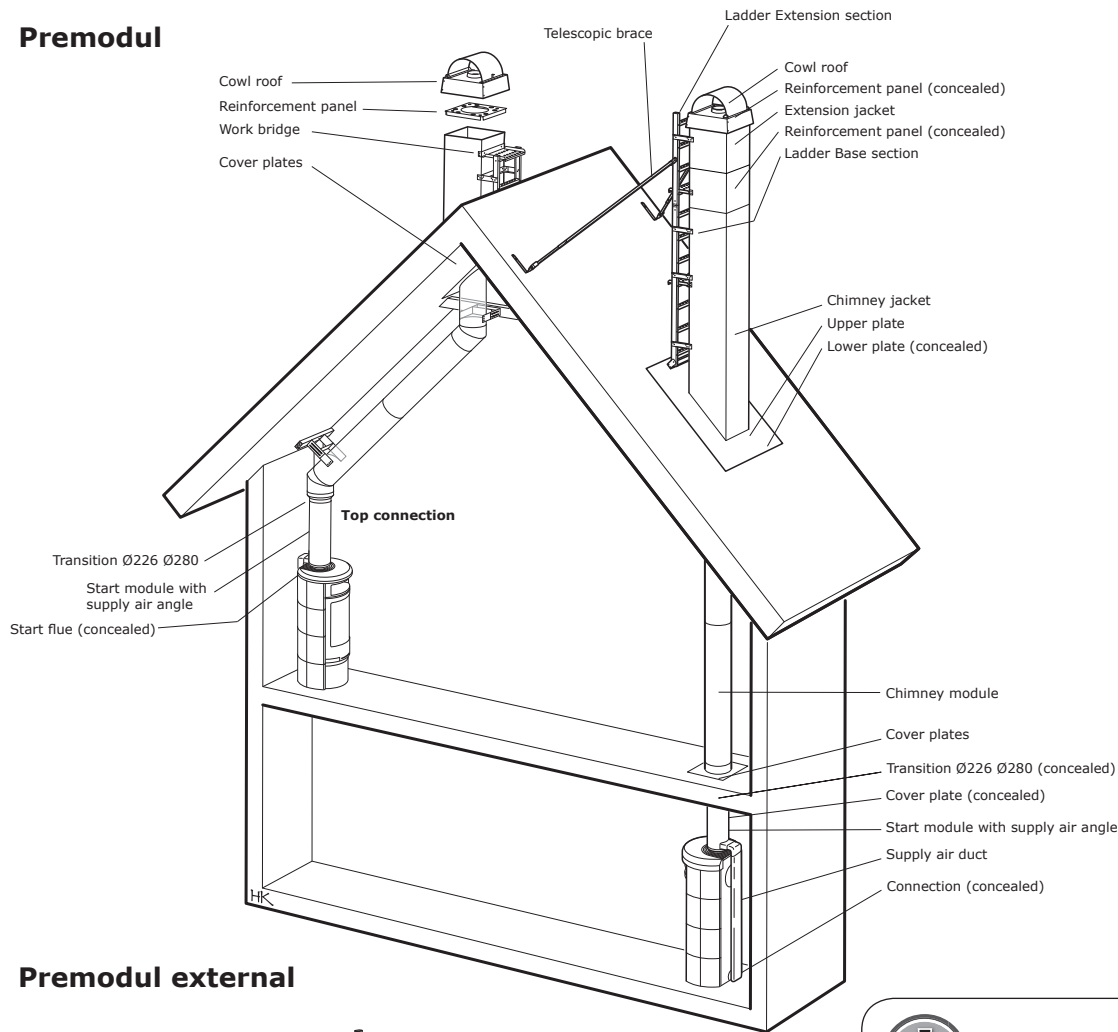 Premodul
Ladder Extension section
Telescopic brace
Cowl roof
Reinforcement panel
Work bridge
Cover plates
Cowl roof
Reinforcement panel (concealed)
Extension jacket
Reinforcement panel (concealed)
Ladder Base section
Chimney jacket
Upper plate
Lower plate (concealed)
Top connection
Transition Ø226 Ø280
Start module with
supply air angle
Start flue (concealed)
Chimney module
Cover plates
Transition Ø226 Ø280 (concealed)
Cover plate (concealed)
Start module with supply air angle
Supply air duct
Connection (concealed)
HK
Premodul external